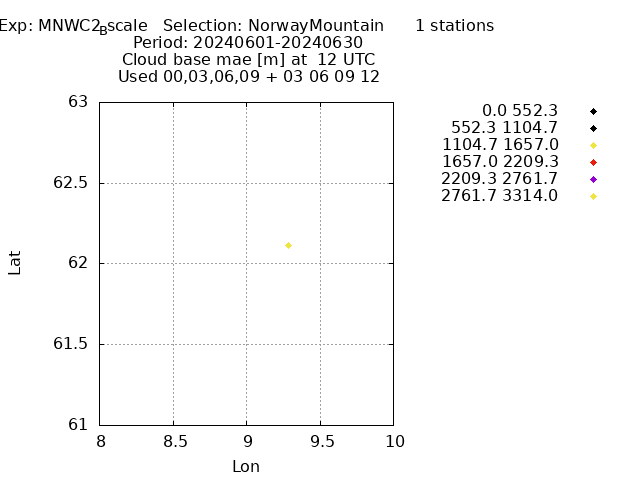 Exp: MNWC2_Bscale   Selection: NorwayMountain      1 stations
Period: 20240601-20240630
Cloud base mae [m] at  12 UTC
Used 00,03,06,09 + 03 06 09 12
0.0 552.3
552.3 1104.7
1104.7 1657.0
1657.0 2209.3
2209.3 2761.7
2761.7 3314.0
63
62.5
62
61.5
61
Lat
8 8.5 9 9.5 10
Lon